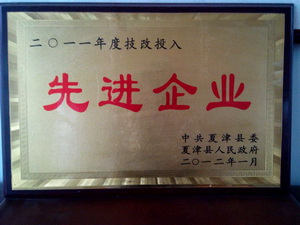 二〇一一年度技改投入
先进企业
中共夏津县委
夏津县人民政府
二〇一二年一月